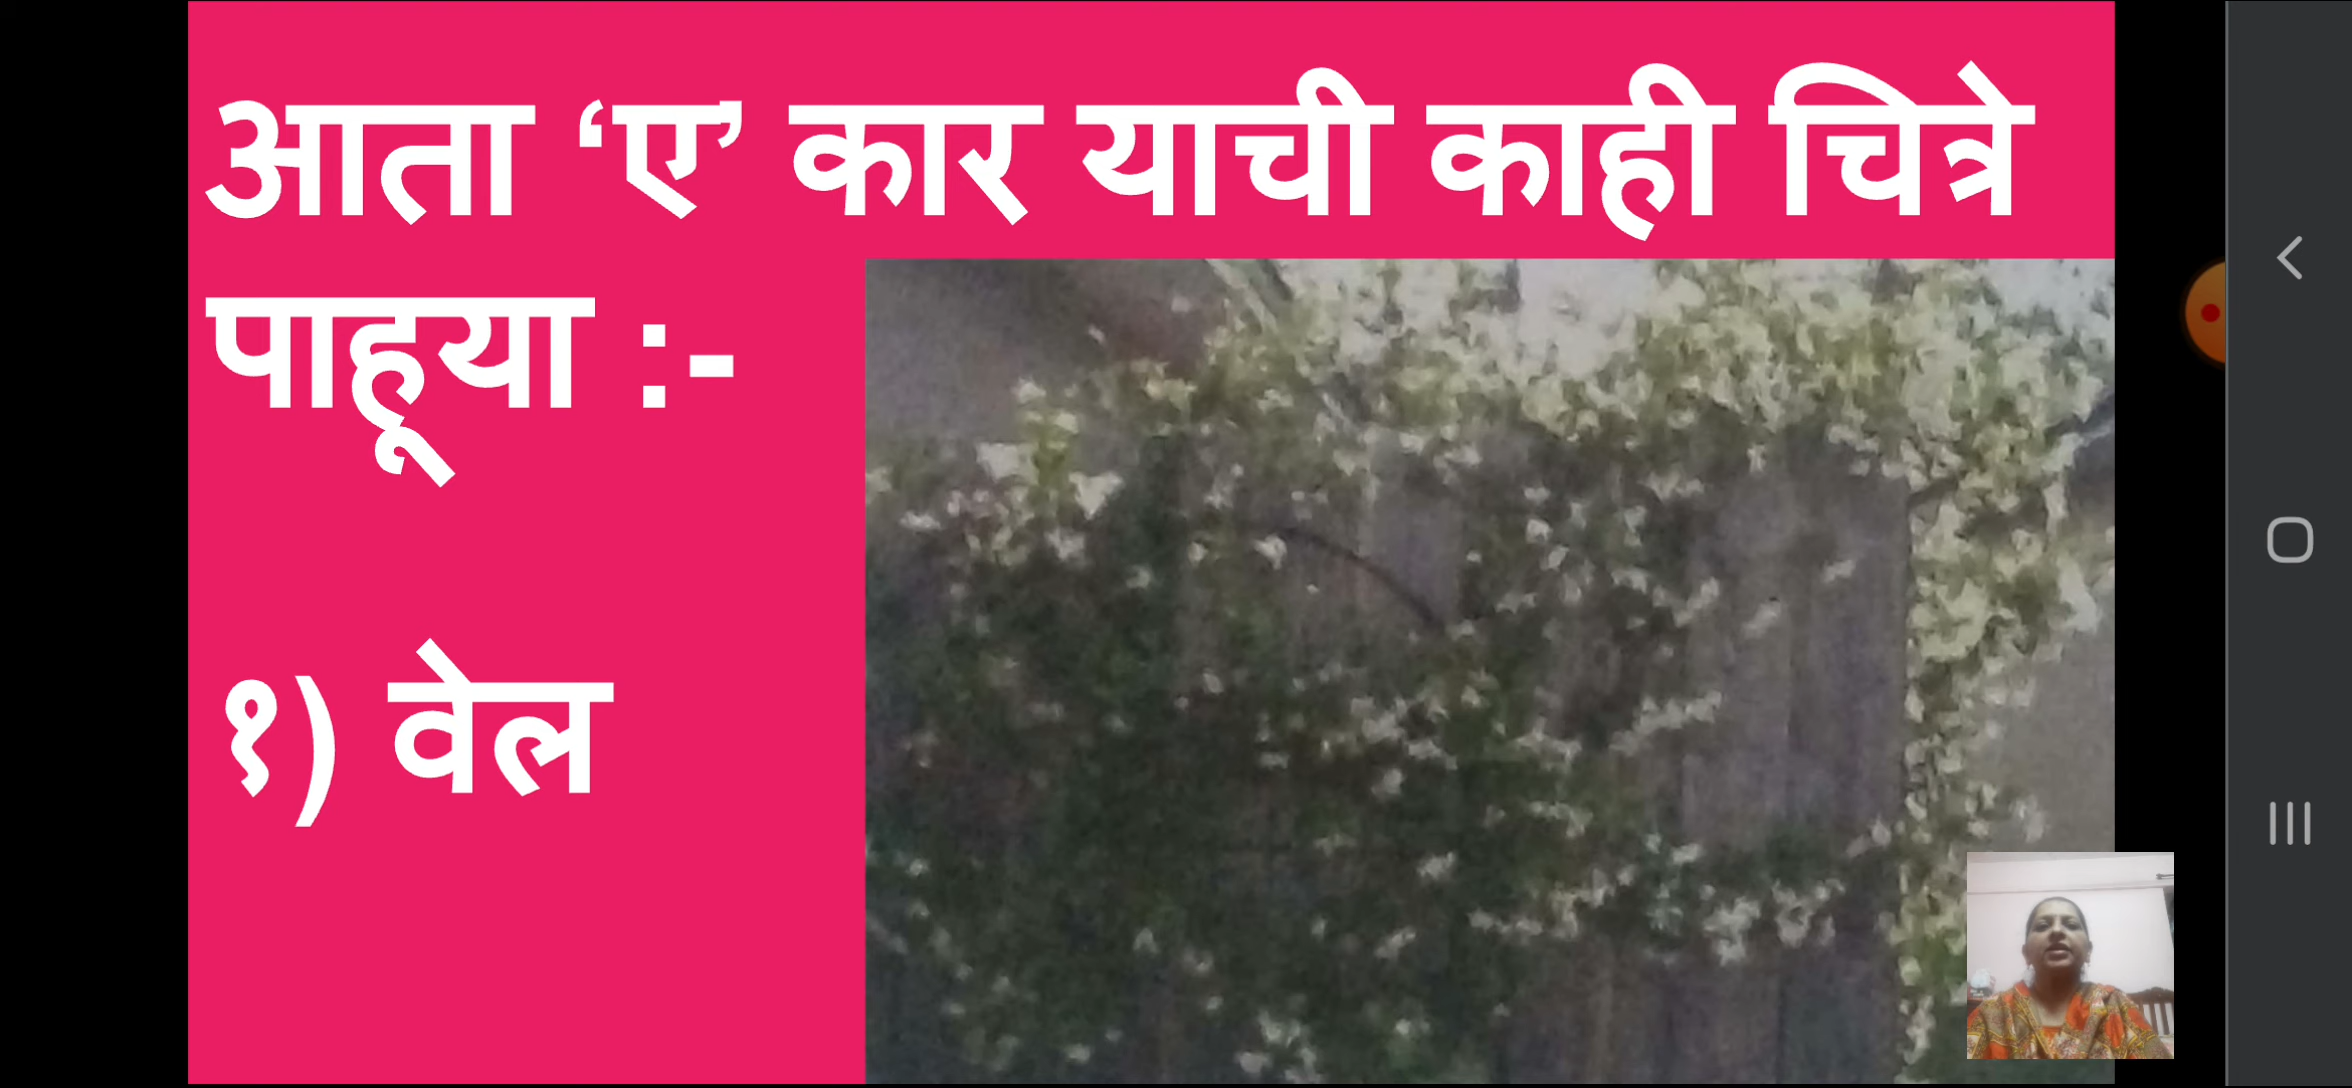 आता ‘ए’ कार याची काही चित्रे
पाहूया :-
१) वेल